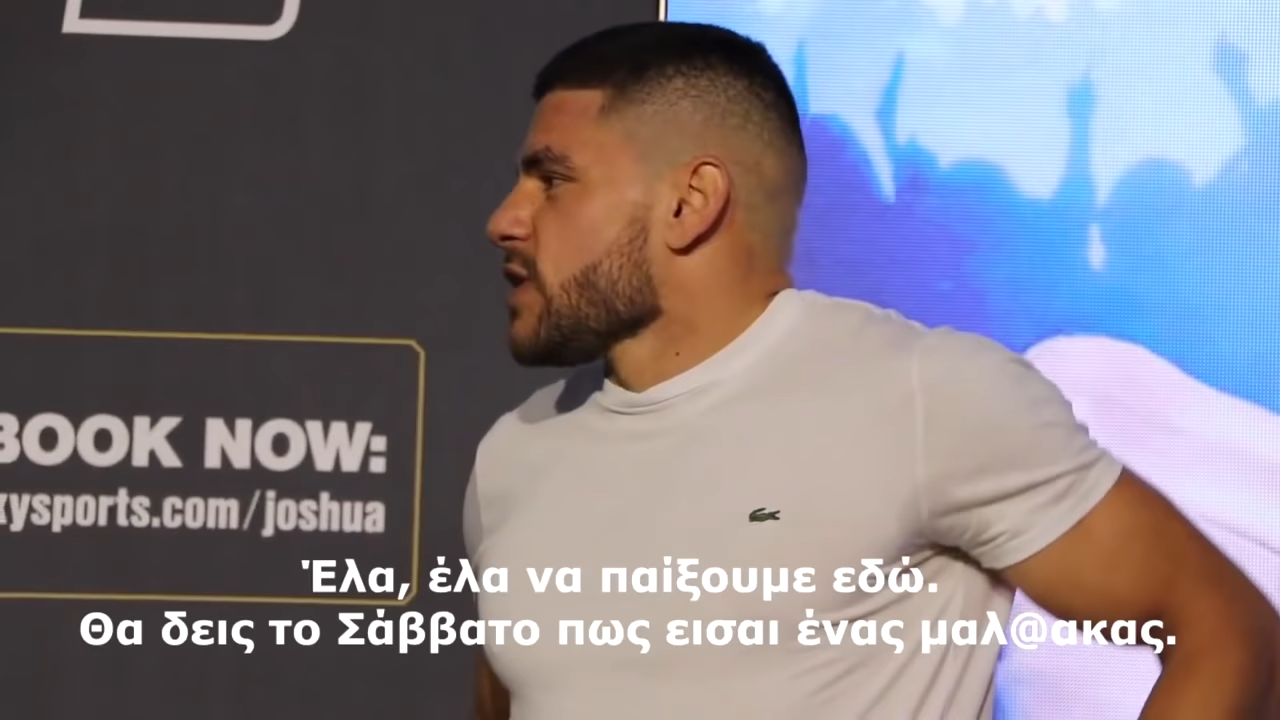 BOOK NOW:
xysports.com/joshua
Έλα, έλα να παίξουμε εδώ.
Θα δεις το Σάββατο πως εισαι ένας μαλ@ακας.